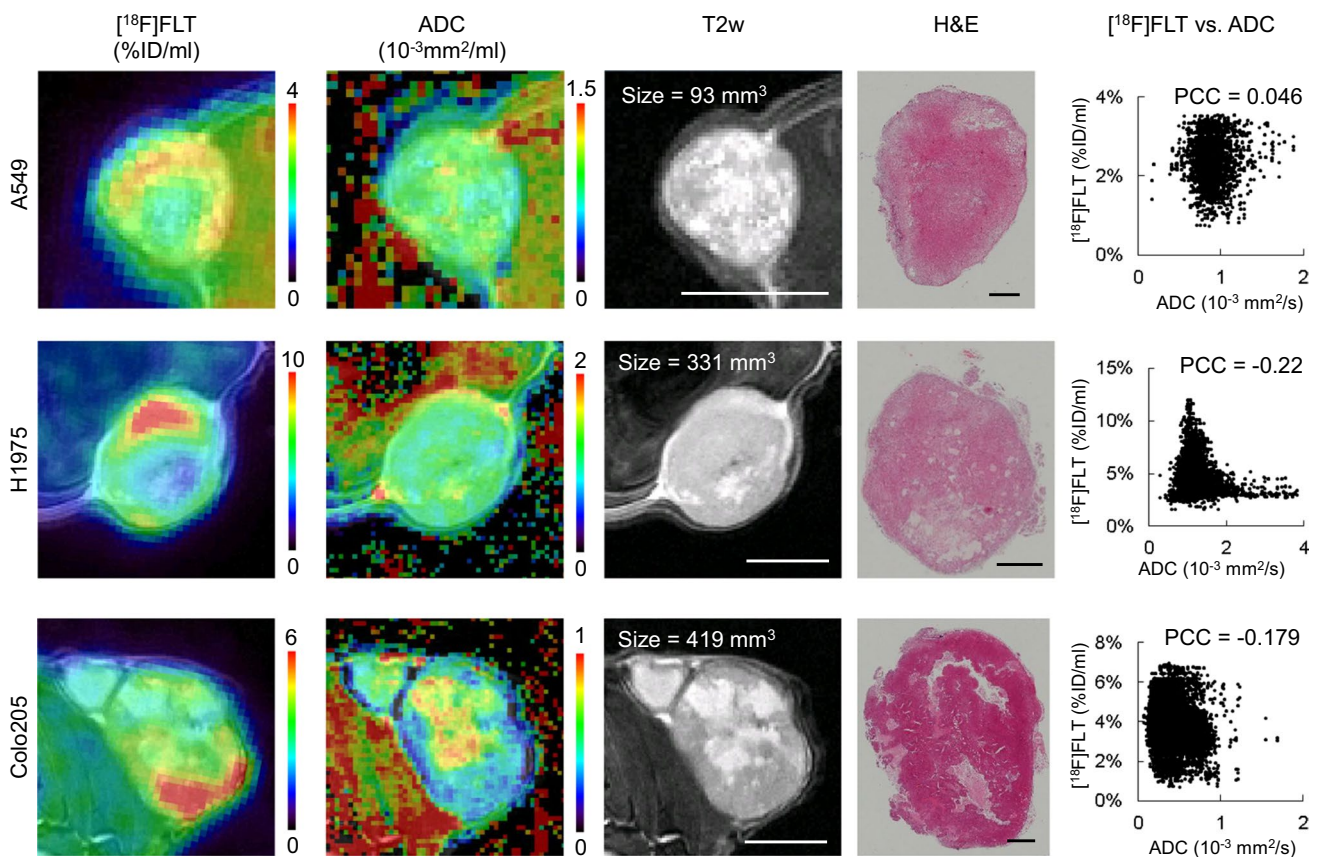 [¹⁸F]FLT
(%ID/ml)
ADC
(10⁻³mm²/ml)
T2w
H&E
[¹⁸F]FLT vs. ADC
A549
4
0
1.5
0
Size = 93 mm³
PCC = 0.046
4%
2%
0%
[¹⁸F]FLT (%ID/ml)
0
1
2
ADC (10⁻³ mm²/s)
H1975
10
0
2
0
Size = 331 mm³
PCC = -0.22
15%
10%
5%
0%
[¹⁸F]FLT (%ID/ml)
0
2
4
ADC (10⁻³ mm²/s)
Colo205
6
0
1
0
Size = 419 mm³
PCC = -0.179
8%
6%
4%
2%
0%
[¹⁸F]FLT (%ID/ml)
0
1
2
ADC (10⁻³ mm²/s)